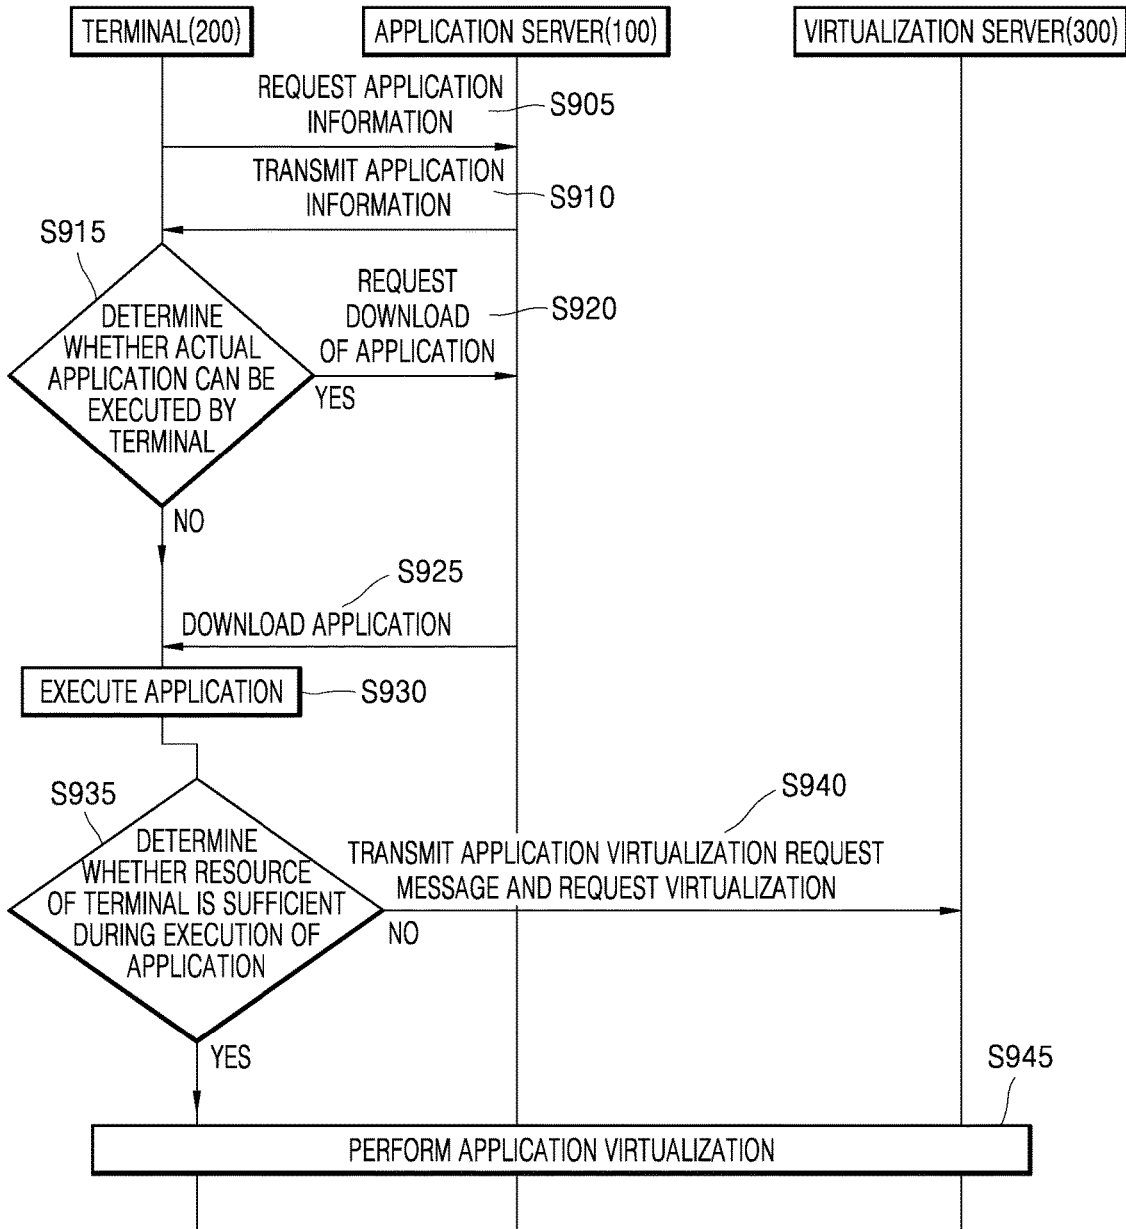 TERMINAL(200)
APPLICATION SERVER(100)
VIRTUALIZATION SERVER(300)
REQUEST APPLICATION
INFORMATION
S905
TRANSMIT APPLICATION
INFORMATION
S910
S915
DETERMINE
WHETHER ACTUAL
APPLICATION CAN BE
EXECUTED BY
TERMINAL
REQUEST
DOWNLOAD
OF APPLICATION
S920
YES
NO
S925
DOWNLOAD APPLICATION
EXECUTE APPLICATION
S930
S935
DETERMINE
WHETHER RESOURCE
OF TERMINAL IS SUFFICIENT
DURING EXECUTION OF
APPLICATION
S940
TRANSMIT APPLICATION VIRTUALIZATION REQUEST
MESSAGE AND REQUEST VIRTUALIZATION
NO
YES
S945
PERFORM APPLICATION VIRTUALIZATION